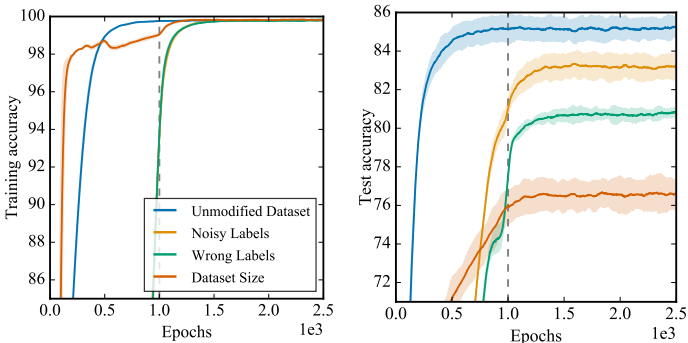 100
98
96
94
92
90
88
86
Training accuracy
0.0 0.5 1.0 1.5 2.0 2.5
Epochs
1e3
Unmodified Dataset
Noisy Labels
Wrong Labels
Dataset Size
86
84
82
80
78
76
74
72
Test accuracy
0.0 0.5 1.0 1.5 2.0 2.5
Epochs
1e3